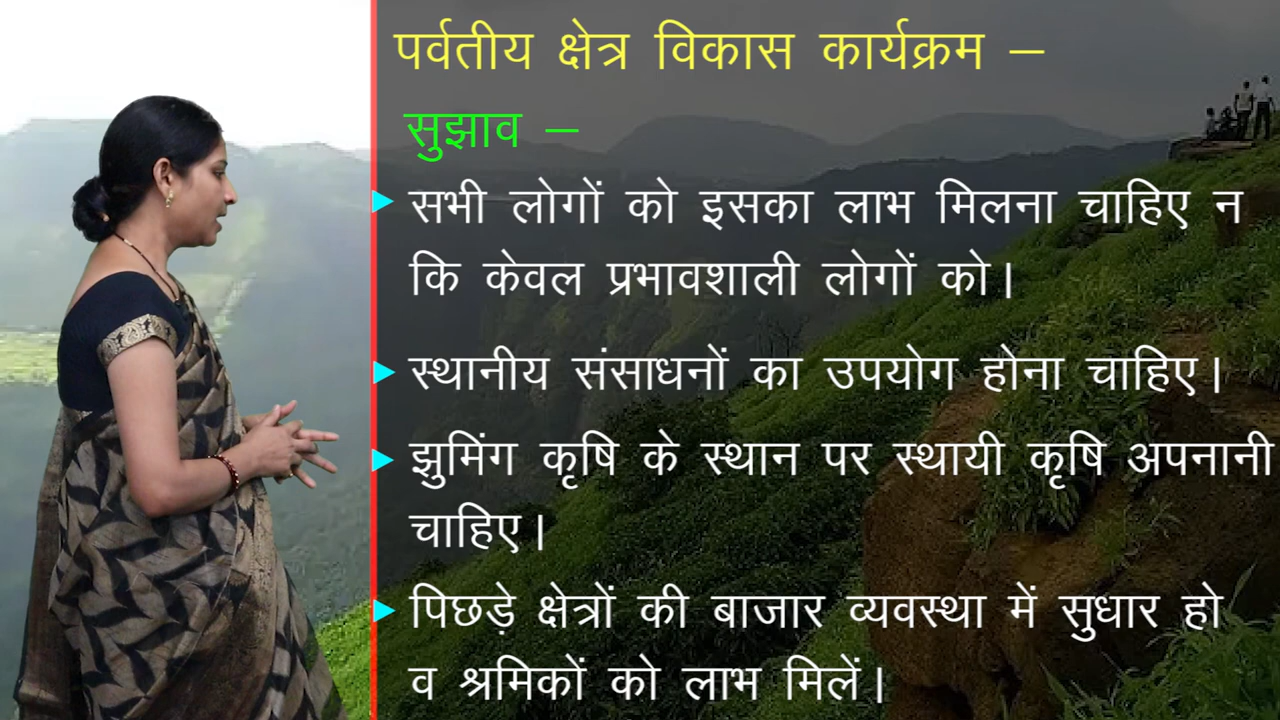 पर्वतीय क्षेत्र विकास कार्यक्रम –
सुझाव –
सभी लोगों को इसका लाभ मिलना चाहिए न
कि केवल प्रभावशाली लोगों को।
स्थानीय संसाधनों का उपयोग होना चाहिए।
झुमिंग कृषि के स्थान पर स्थायी कृषि अपनानी
चाहिए।
पिछड़े क्षेत्रों की बाजार व्यवस्था में सुधार हो
व श्रमिकों को लाभ मिलें।